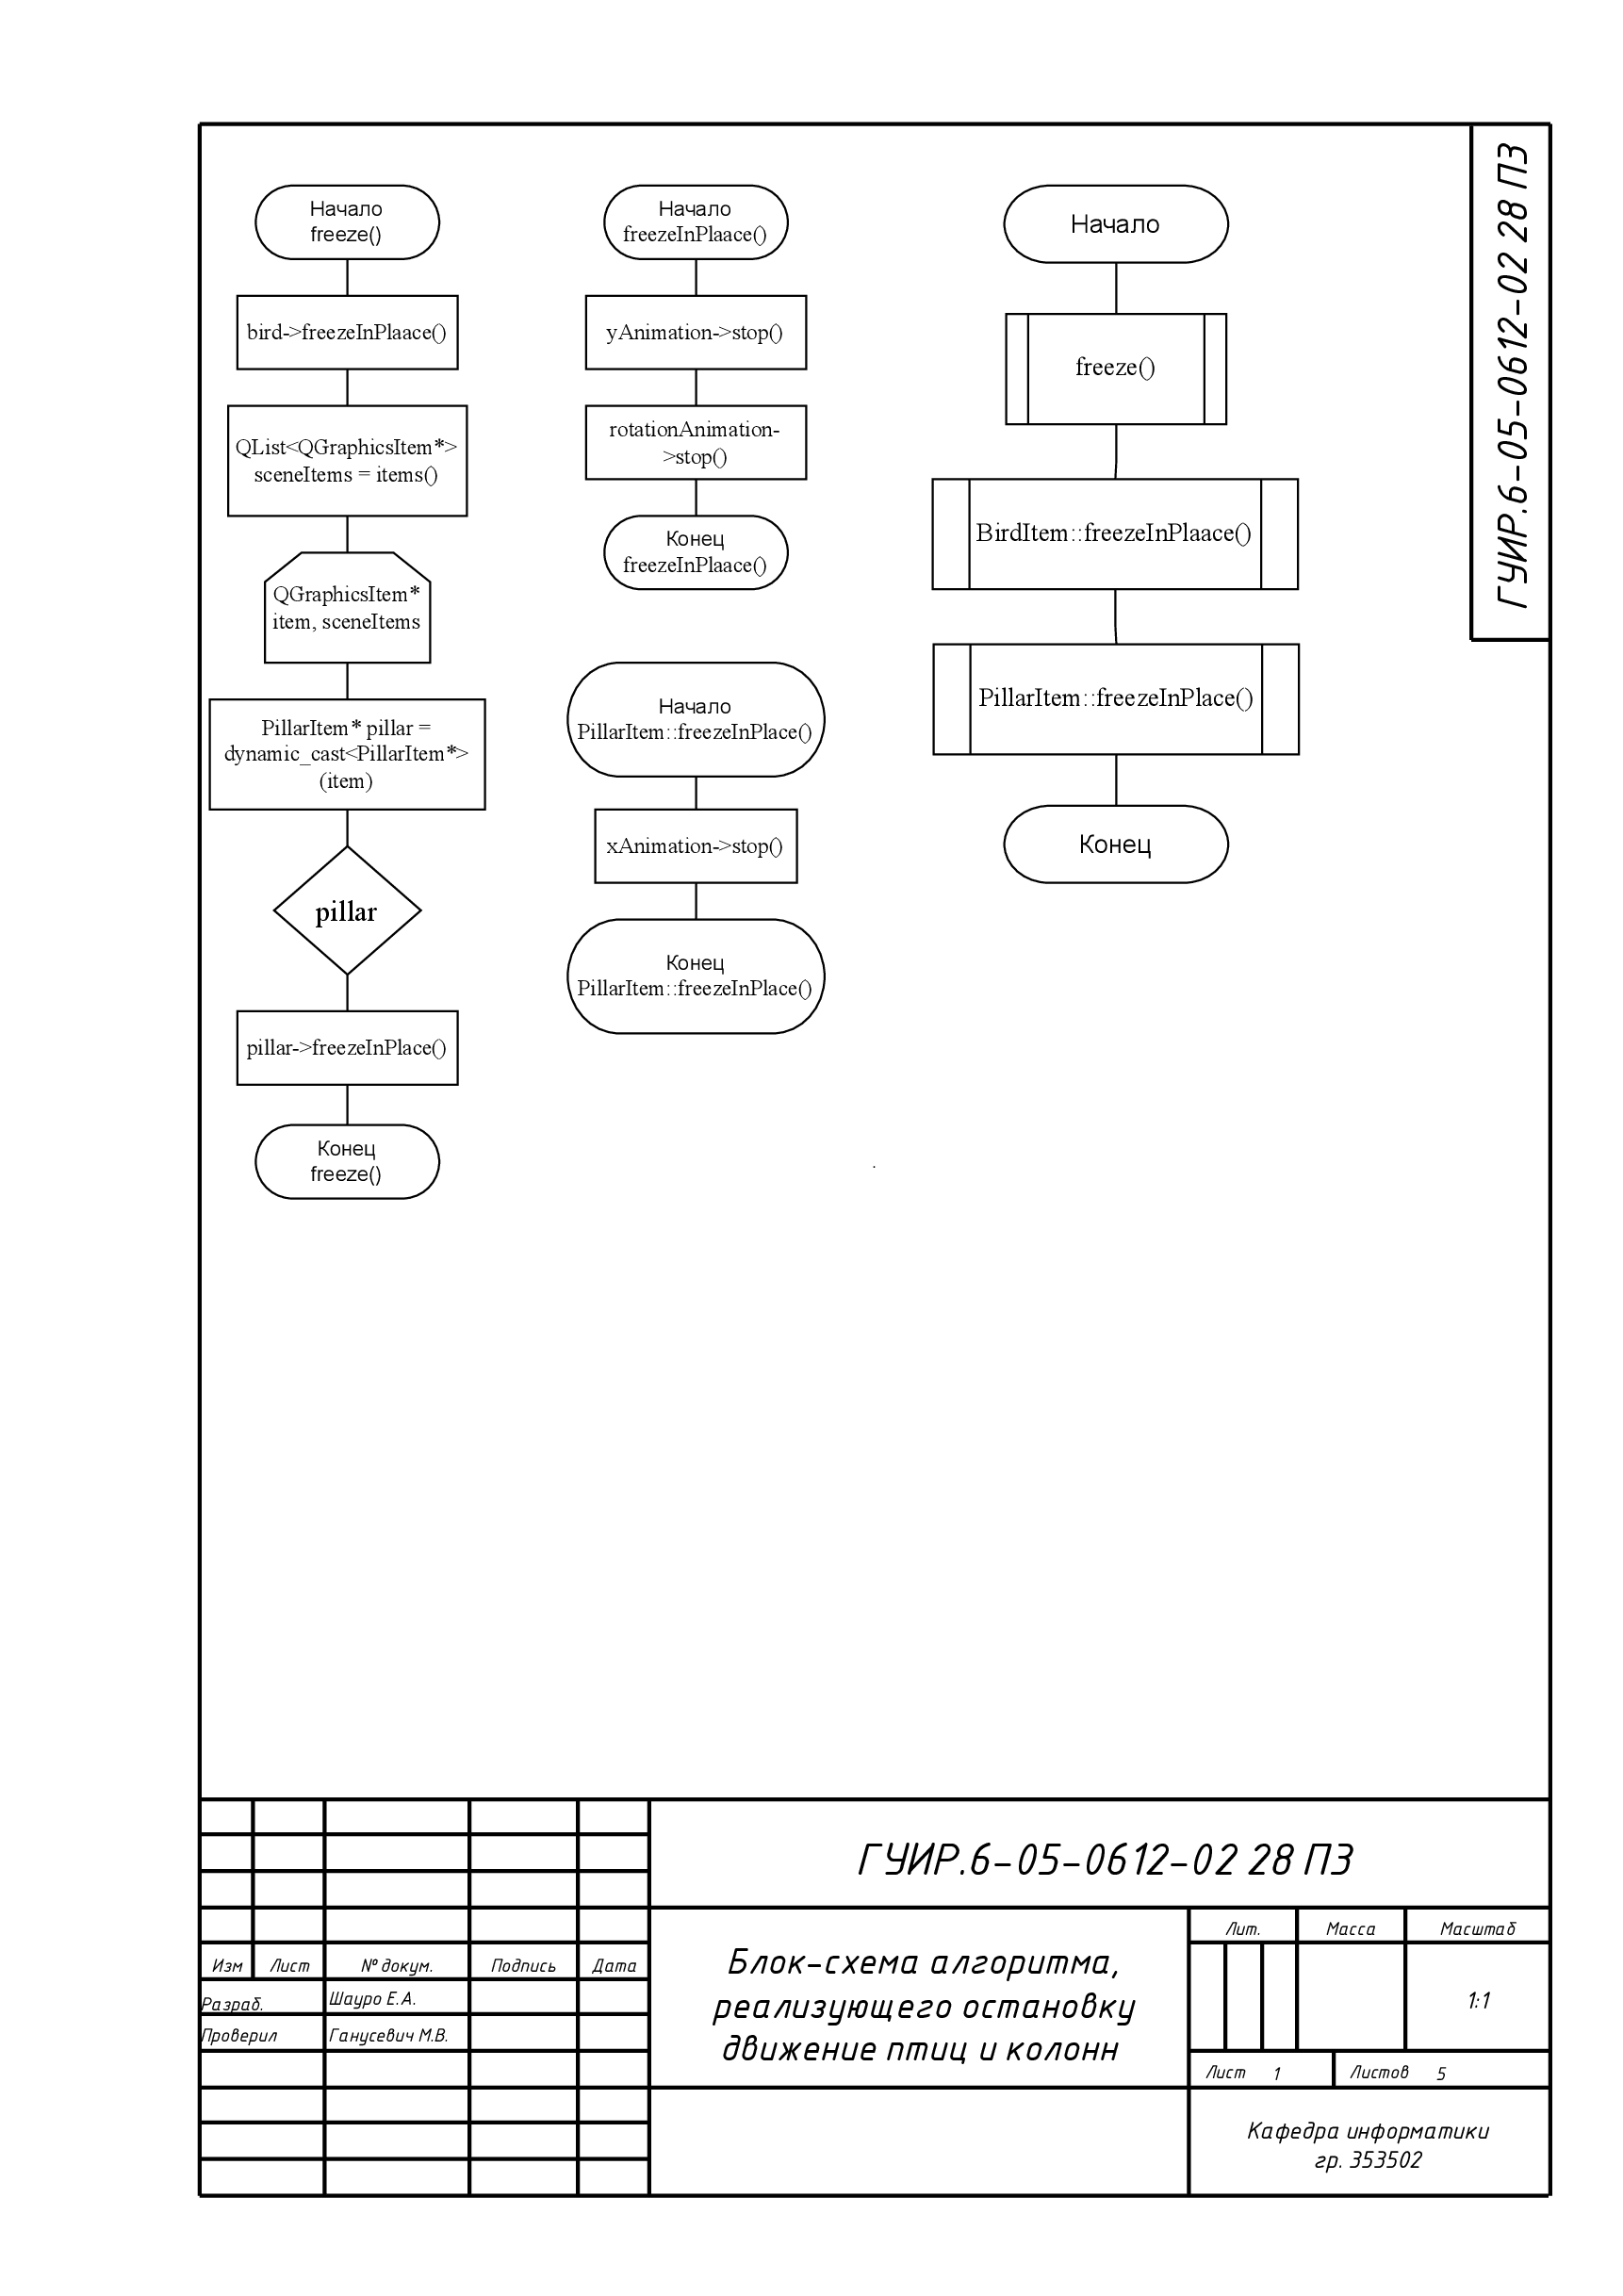 Начало
freeze()
bird->freezeInPlaace()
QList<QGraphicsItem*>
sceneItems = items()
QGraphicsItem*
item, sceneItems
PillarItem* pillar =
dynamic_cast<PillarItem*>
(item)
pillar
pillar->freezeInPlace()
Конец
freeze()
Начало
freezeInPlaace()
yAnimation->stop()
rotationAnimation-
>stop()
Конец
freezeInPlaace()
Начало
PillarItem::freezeInPlace()
xAnimation->stop()
Конец
PillarItem::freezeInPlace()
Начало
freeze()
BirdItem::freezeInPlaace()
PillarItem::freezeInPlace()
Конец
ГУИР.6-05-0612-02 28 ПЗ
ГУИР.6-05-0612-02 28 ПЗ
Изм Лист № докум. Подпись Дата
Разраб. Шауро Е.А.
Проверил Ганусевич М.В.
Блок-схема алгоритма,
реализующего остановку
движение птиц и колонн
Лит. Масса Масштаб
1:1
Лист 1 Листов 5
Кафедра информатики
гр. 353502